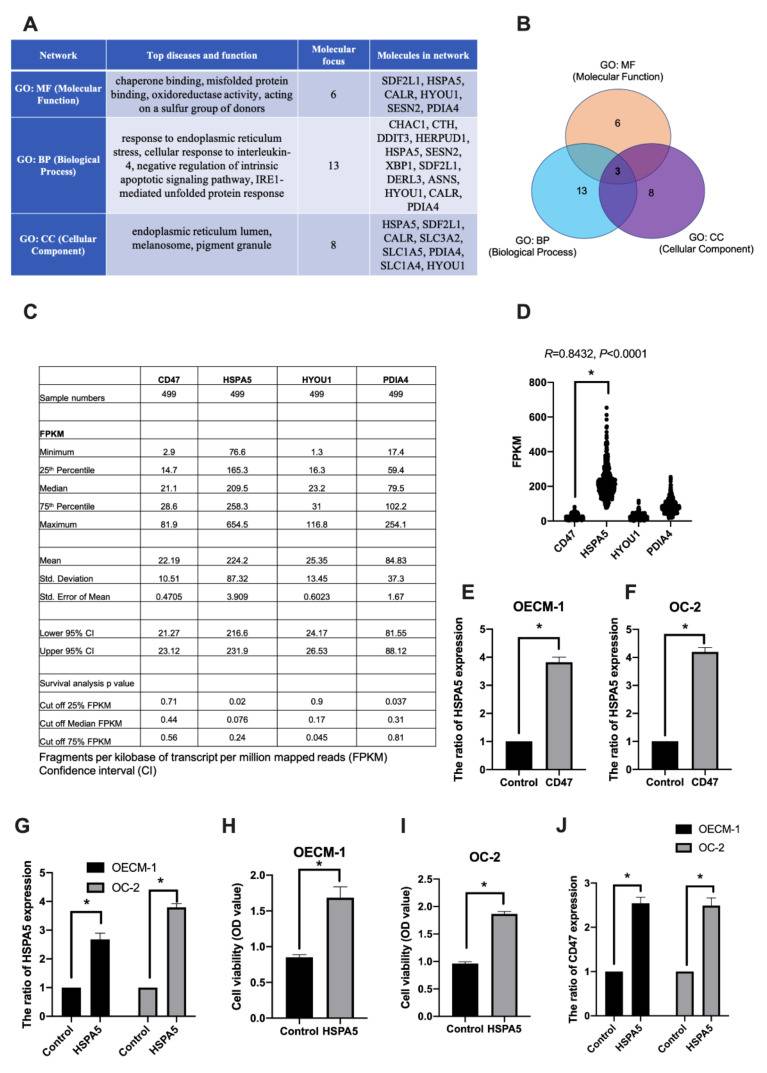 A
Network
Top diseases and function
Molecular
focus
Molecules in network
GO: MF (Molecular
Function)
chaperone binding, misfolded protein
binding, oxidoreductase activity, acting
on a sulfur group of donors
6
SDF2L1, HSPA5,
CALR, HYOU1,
SESN2, PDIA4
GO: BP (Biological
Process)
response to endoplasmic reticulum
stress, cellular response to interleukin-
4, negative regulation of intrinsic
apoptotic signaling pathway, IRE1-
mediated unfolded protein response
13
CHAC1, CTH,
DDIT3, HERPUD1,
HSPA5, SESN2,
XBP1, SDF2L1,
DERL3, ASNS,
HYOU1, CALR,
PDIA4
GO: CC (Cellular
Component)
endoplasmic reticulum lumen,
melanosome, pigment granule
8
HSPA5, SDF2L1,
CALR, SLC3A2,
SLC1A5, PDIA4,
SLC1A4, HYOU1
B
GO: MF
(Molecular Function)
6
3
13
8
GO: BP
(Biological Process)
GO: CC
(Cellular Component)
C
CD47 HSPA5 HYOU1 PDIA4
Sample numbers 499 499 499 499
FPKM
Minimum 2.9 76.6 1.3 17.4
25th Percentile 14.7 165.3 16.3 59.4
Median 21.1 209.5 23.2 79.5
75th Percentile 28.6 258.3 31 102.2
Maximum 81.9 654.5 116.8 254.1
Mean 22.19 224.2 25.35 84.83
Std. Deviation 10.51 87.32 13.45 37.3
Std. Error of Mean 0.4705 3.909 0.6023 1.67
Lower 95% CI 21.27 216.6 24.17 81.55
Upper 95% CI 23.12 231.9 26.53 88.12
Survival analysis p value
Cut off 25% FPKM 0.71 0.02 0.9 0.037
Cut off Median FPKM 0.44 0.076 0.17 0.31
Cut off 75% FPKM 0.56 0.24 0.045 0.81
Fragments per kilobase of transcript per million mapped reads (FPKM)
Confidence interval (CI)
D
R=0.8432, P<0.0001
*
FPKM
800
600
400
200
0
CD47 HSPA5 HYOU1 PDIA4
E
OECM-1
*
The ratio of HSPA5 expression
5
4
3
2
1
0
Control CD47
F
OC-2
*
The ratio of HSPA5 expression
5
4
3
2
1
0
Control CD47
G
OECM-1
OC-2
* *
The ratio of HSPA5 expression
5
4
3
2
1
0
Control HSPA5 Control HSPA5
H
OECM-1
*
Cell viability (OD value)
2.0
1.5
1.0
0.5
0.0
Control HSPA5
I
OC-2
*
Cell viability (OD value)
2.5
2.0
1.5
1.0
0.5
0.0
Control HSPA5
J
OECM-1
OC-2
* *
The ratio of CD47 expression
3
2
1
0
Control HSPA5 Control HSPA5